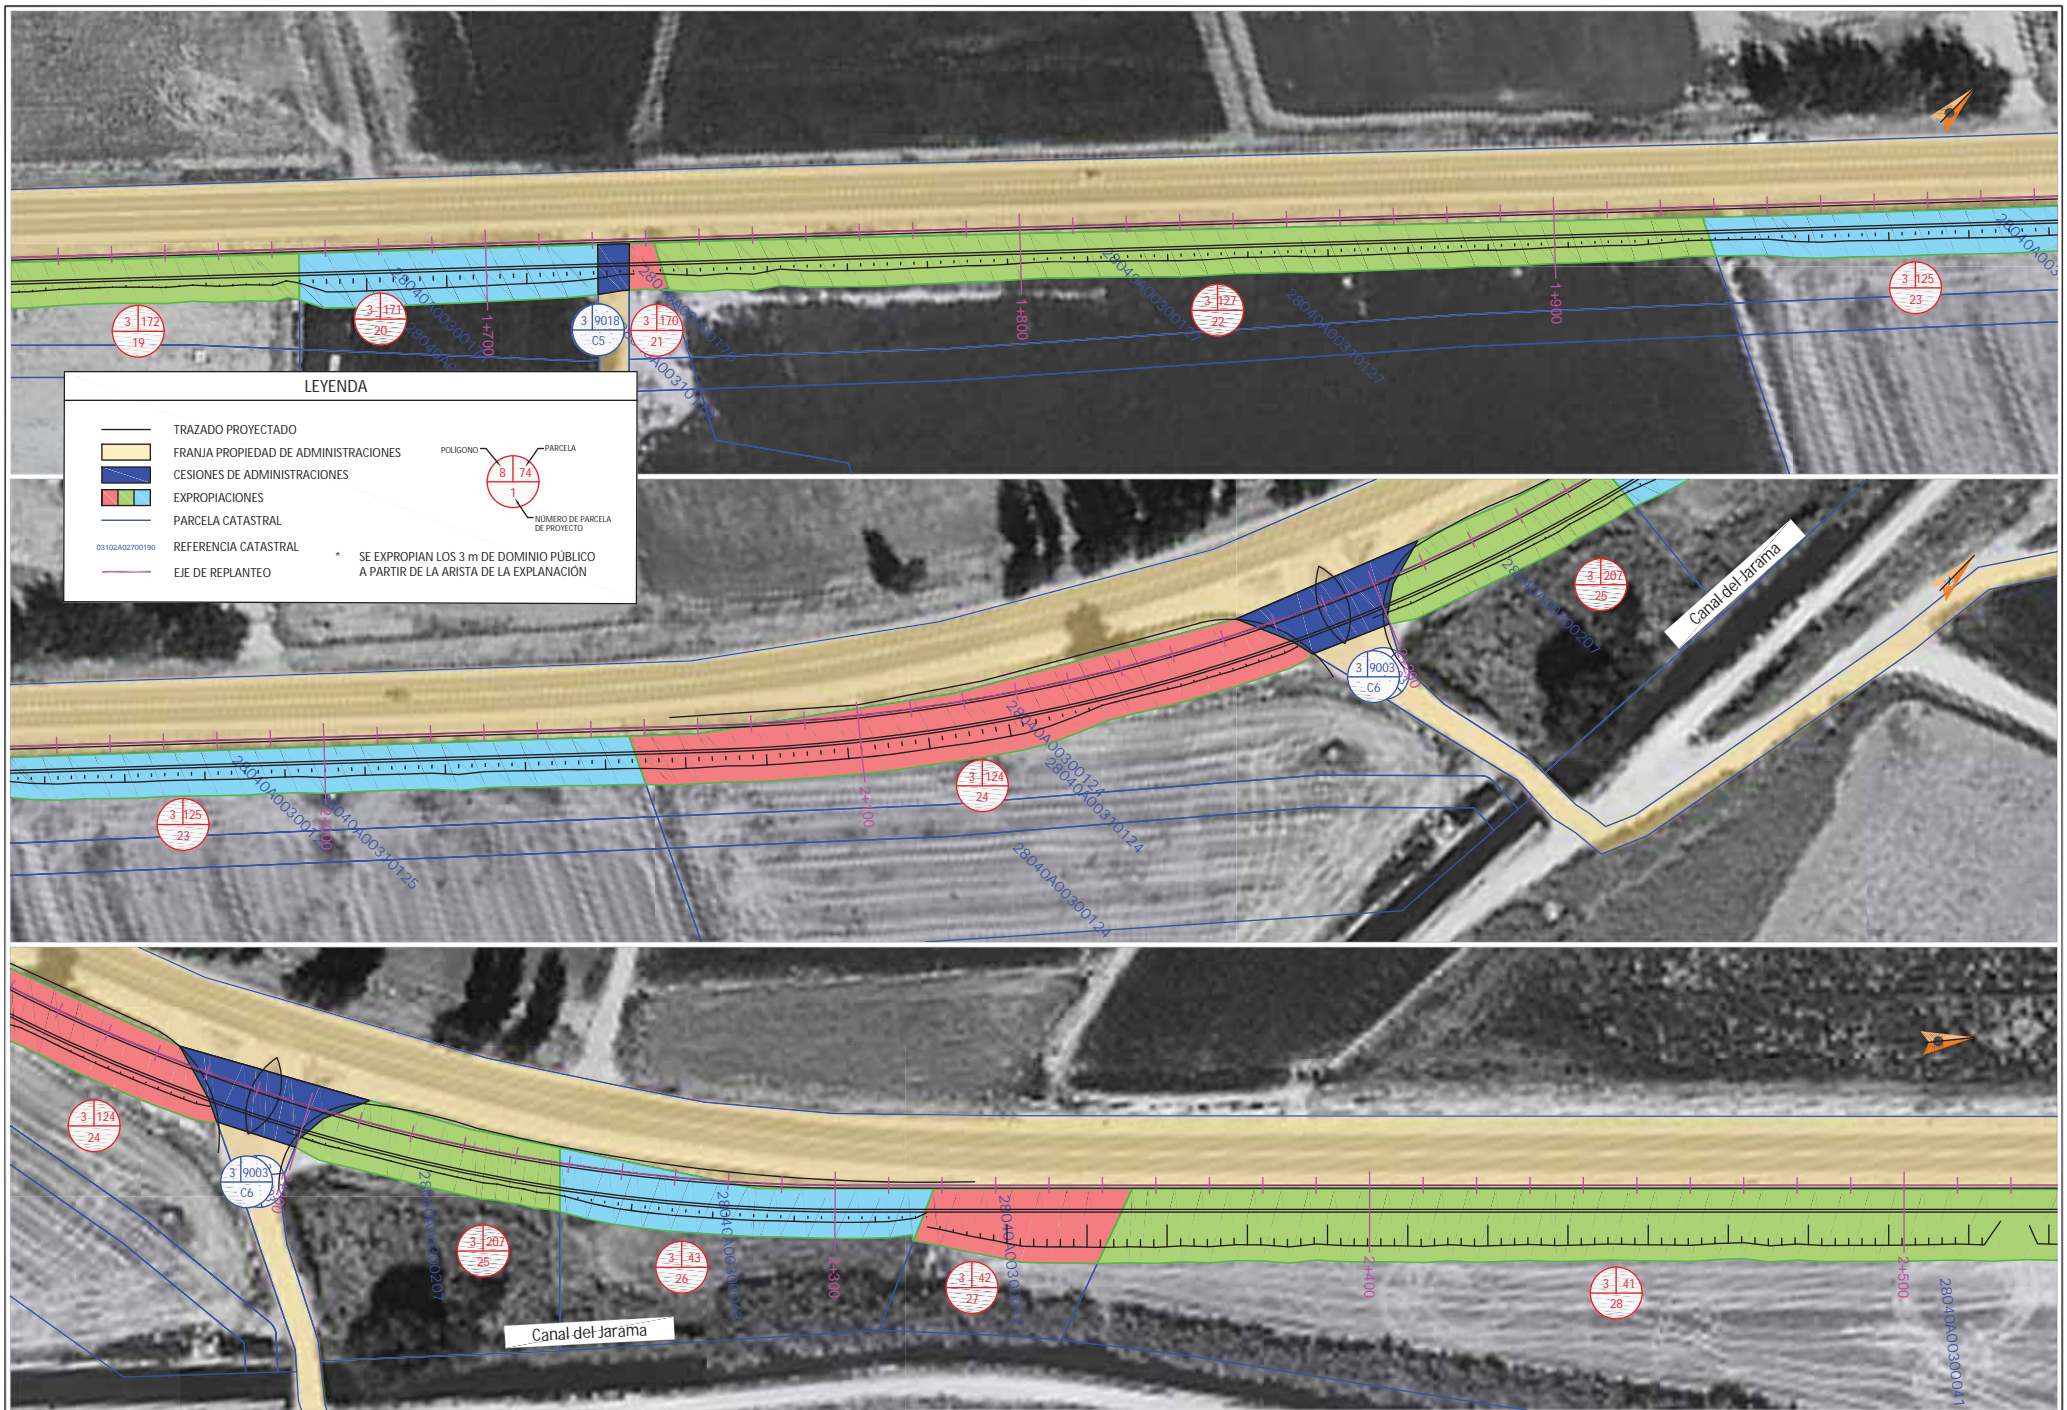 3 172
19
3 171
20
1+700
3 9018
C5
3 170
21
1+800
3 127
22
28040A00310127
1+900
3 125
23
LEYENDA
TRAZADO PROYECTADO
FRANJA PROPIEDAD DE ADMINISTRACIONES
CESIONES DE ADMINISTRACIONES
EXPROPIACIONES
PARCELA CATASTRAL
03102A02700190 REFERENCIA CATASTRAL
EJE DE REPLANTEO
POLÍGONO
PARCELA
8 74
1
NÚMERO DE PARCELA
DE PROYECTO
* SE EXPROPIAN LOS 3 m DE DOMINIO PÚBLICO
A PARTIR DE LA ARISTA DE LA EXPLANACIÓN
3 125
23
28040A00310125
2+100
3 124
24
28040A00300124
28040A00310124
28040A00300124
3 9003
C6
3 207
25
Canal del Jarama
3 124
24
3 9003
C6
3 207
25
3 43
26
Canal del Jarama
3 42
27
2+400
3 41
28
2+500
28040A00300041